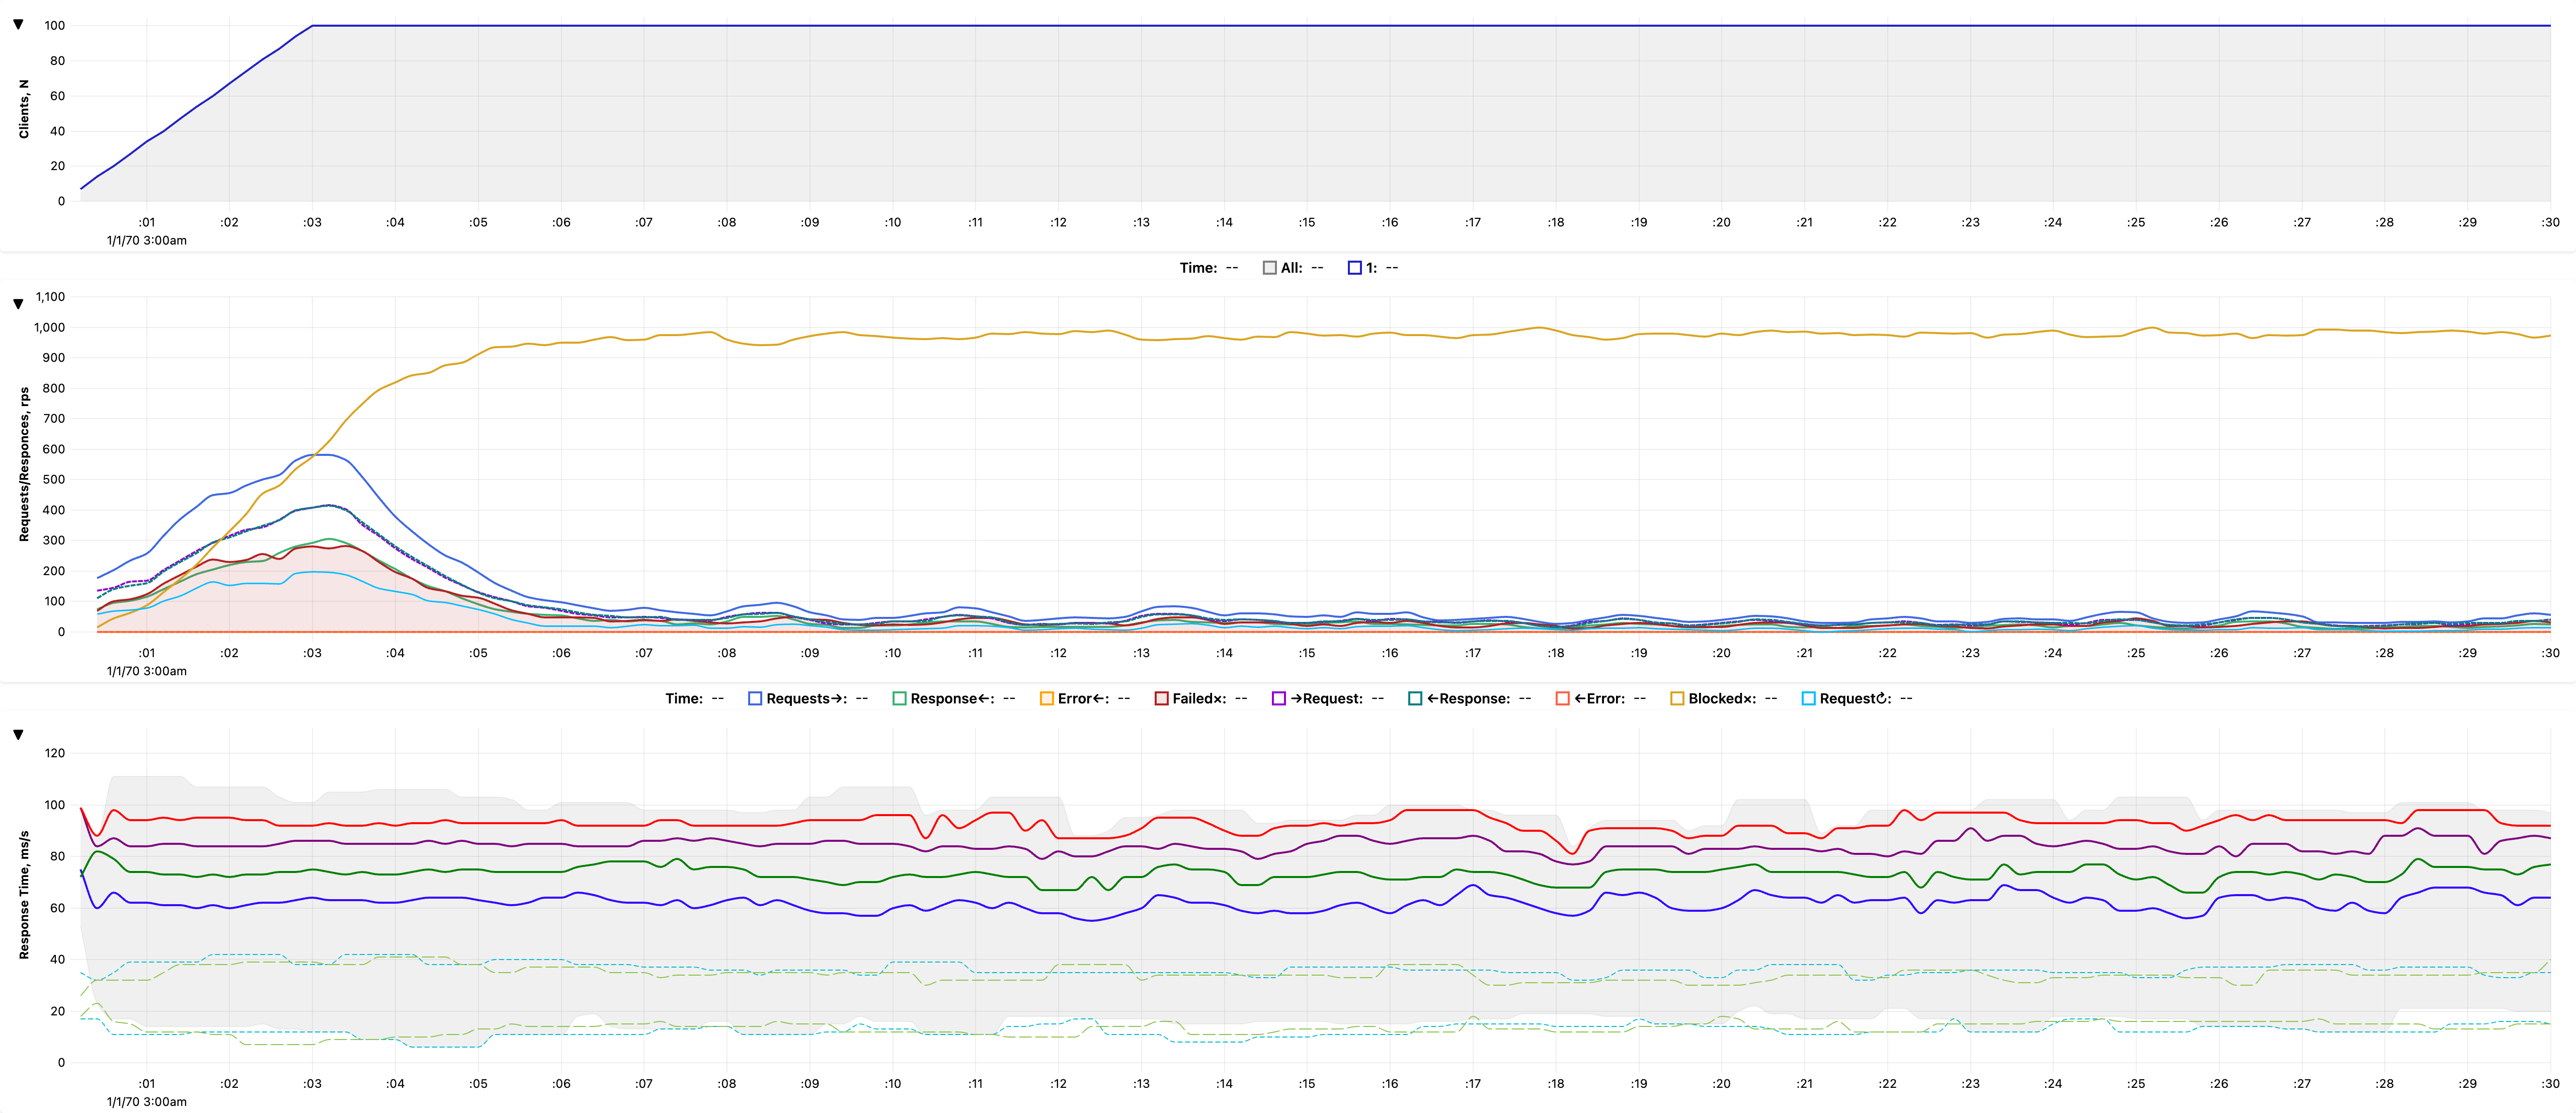 ▼
Clients, N
100
80
60
40
20
0
:01 :02 :03 :04 :05 :06 :07 :08 :09 :10 :11 :12 :13 :14 :15 :16 :17 :18 :19 :20 :21 :22 :23 :24 :25 :26 :27 :28 :29 :30
1/1/70 3:00am
Time: -- All: -- 1: --
▼
Requests/Responces, rps
1,100
1,000
900
800
700
600
500
400
300
200
100
0
:01 :02 :03 :04 :05 :06 :07 :08 :09 :10 :11 :12 :13 :14 :15 :16 :17 :18 :19 :20 :21 :22 :23 :24 :25 :26 :27 :28 :29 :30
1/1/70 3:00am
Time: -- Requests→: -- Response←: -- Error←: -- Failed×: -- →Request: -- ←Response: -- ←Error: -- Blocked×: -- Request↻: --
▼
Response Time, ms/s
120
100
80
60
40
20
0
:01 :02 :03 :04 :05 :06 :07 :08 :09 :10 :11 :12 :13 :14 :15 :16 :17 :18 :19 :20 :21 :22 :23 :24 :25 :26 :27 :28 :29 :30
1/1/70 3:00am